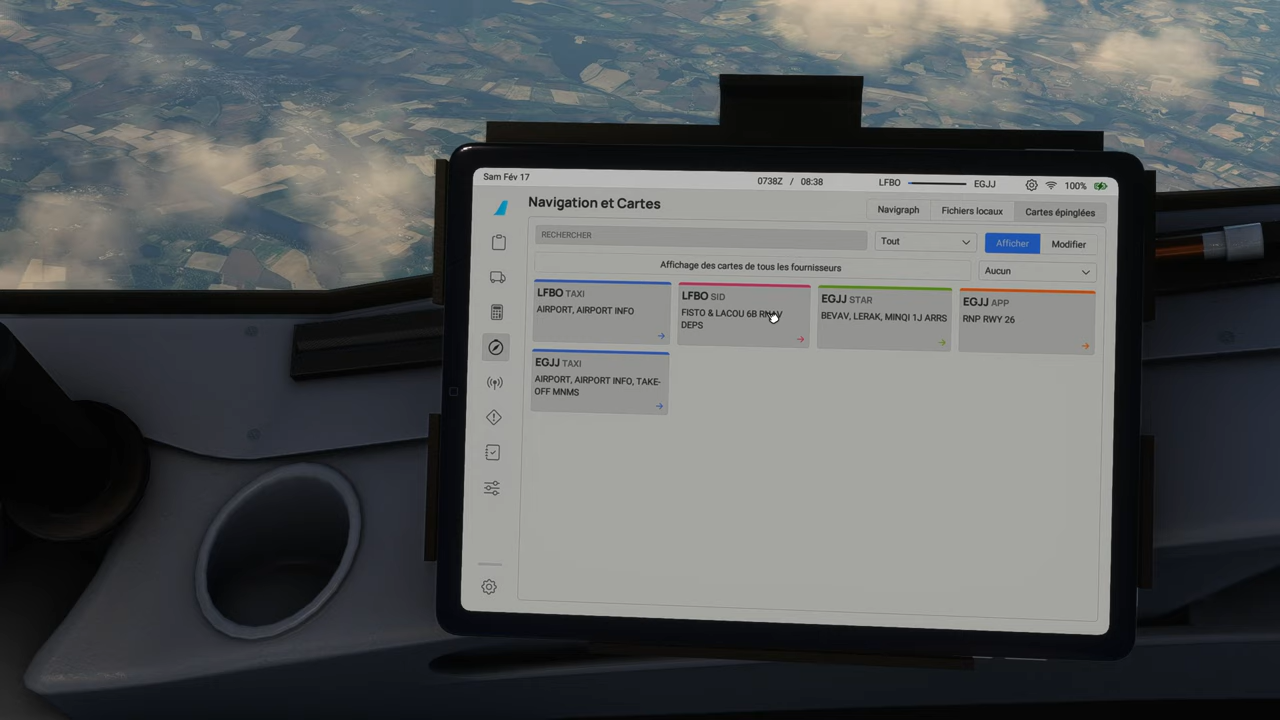 Sam Fév 17
0738Z / 08:38
LFBO
EGJJ
100%
Navigation et Cartes
Navigraph
Fichiers locaux
Cartes épinglées
RECHERCHER
Tout
Afficher
Modifier
Affichage des cartes de tous les fournisseurs
Aucun
LFBO TAXI
AIRPORT, AIRPORT INFO
LFBO SID
FISTO & LACOU 6B
DEPS
EGJJ STAR
BEVAV, LERAK, MINQI 1J ARRS
EGJJ APP
RNP RWY 26
EGJJ TAXI
AIRPORT, AIRPORT INFO, TAKE-
OFF MNMS